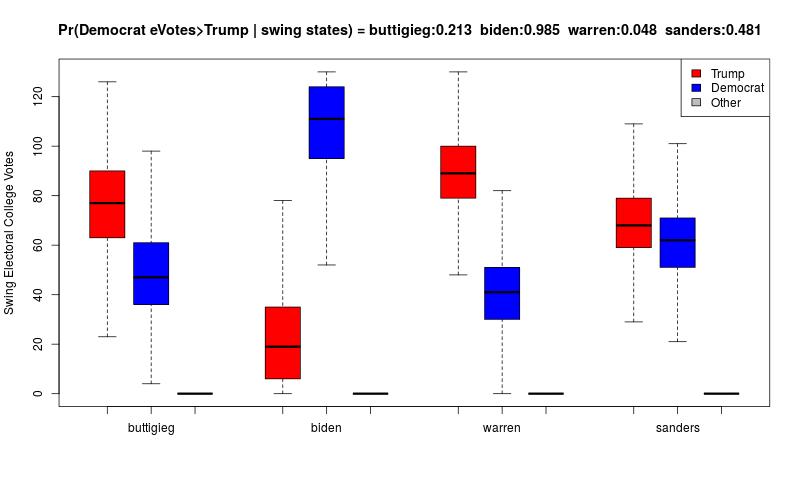 Pr(Democrat eVotes>Trump | swing states) = buttigieg:0.213  biden:0.985  warren:0.048  sanders:0.481
Trump
Democrat
Other
Swing Electoral College Votes
120
100
80
60
40
20
0
buttigieg
biden
warren
sanders